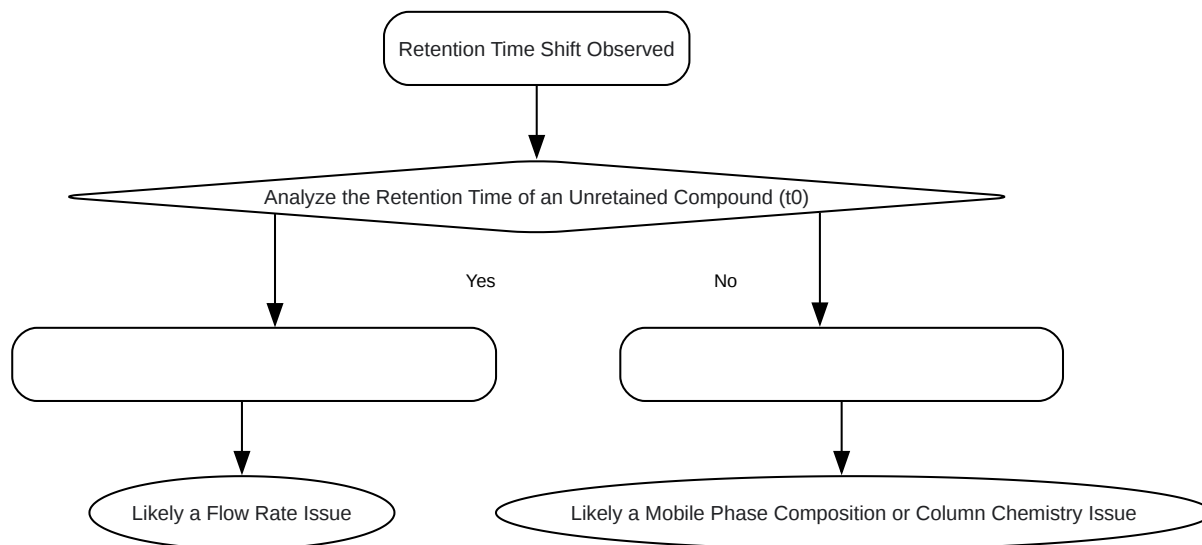 Retention Time Shift Observed
Analyze the Retention Time of an Unretained Compound (t0)
Yes
No
Likely a Flow Rate Issue
Likely a Mobile Phase Composition or Column Chemistry Issue